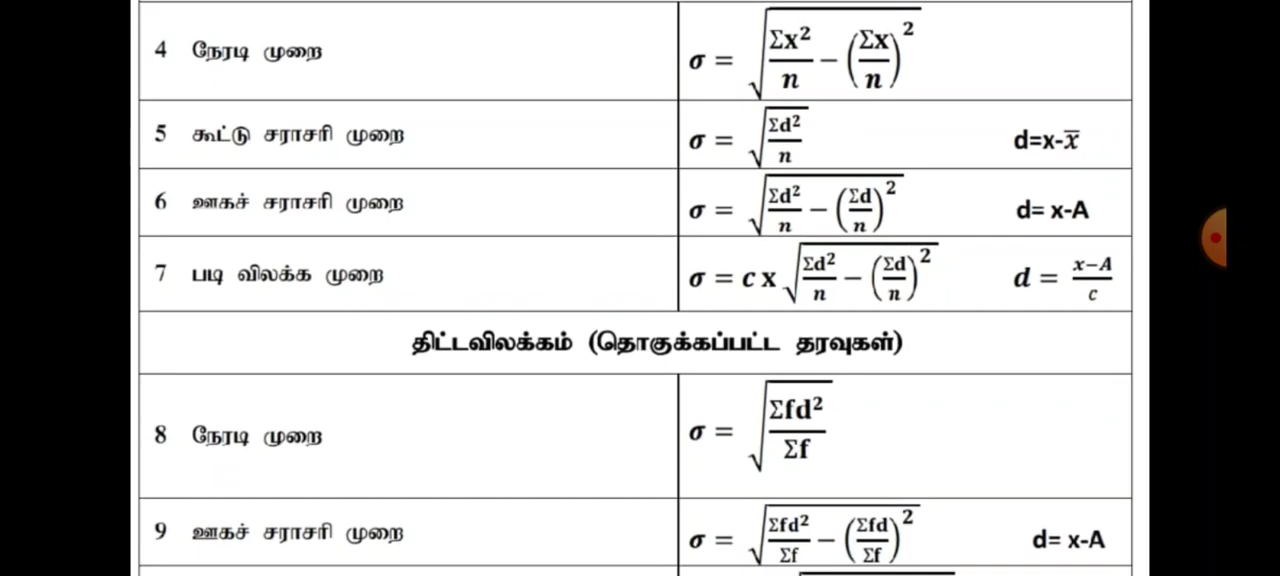 4 நேரடி முறை σ = √(Σx²/n − (Σx/n)²)
5 கூட்டு சராசரி முறை σ = √(Σd²/n) d=x-x̅
6 ஊகச் சராசரி முறை σ = √(Σd²/n − (Σd/n)²) d= x-A
7 படி விலக்க முறை σ = c x √(Σd²/n − (Σd/n)²) d = (x−A)/c
திட்டவிலக்கம் (தொகுக்கப்பட்ட தரவுகள்)
8 நேரடி முறை σ = √(Σfd²/Σf)
9 ஊகச் சராசரி முறை σ = √(Σfd²/Σf − (Σfd/Σf)²) d= x-A